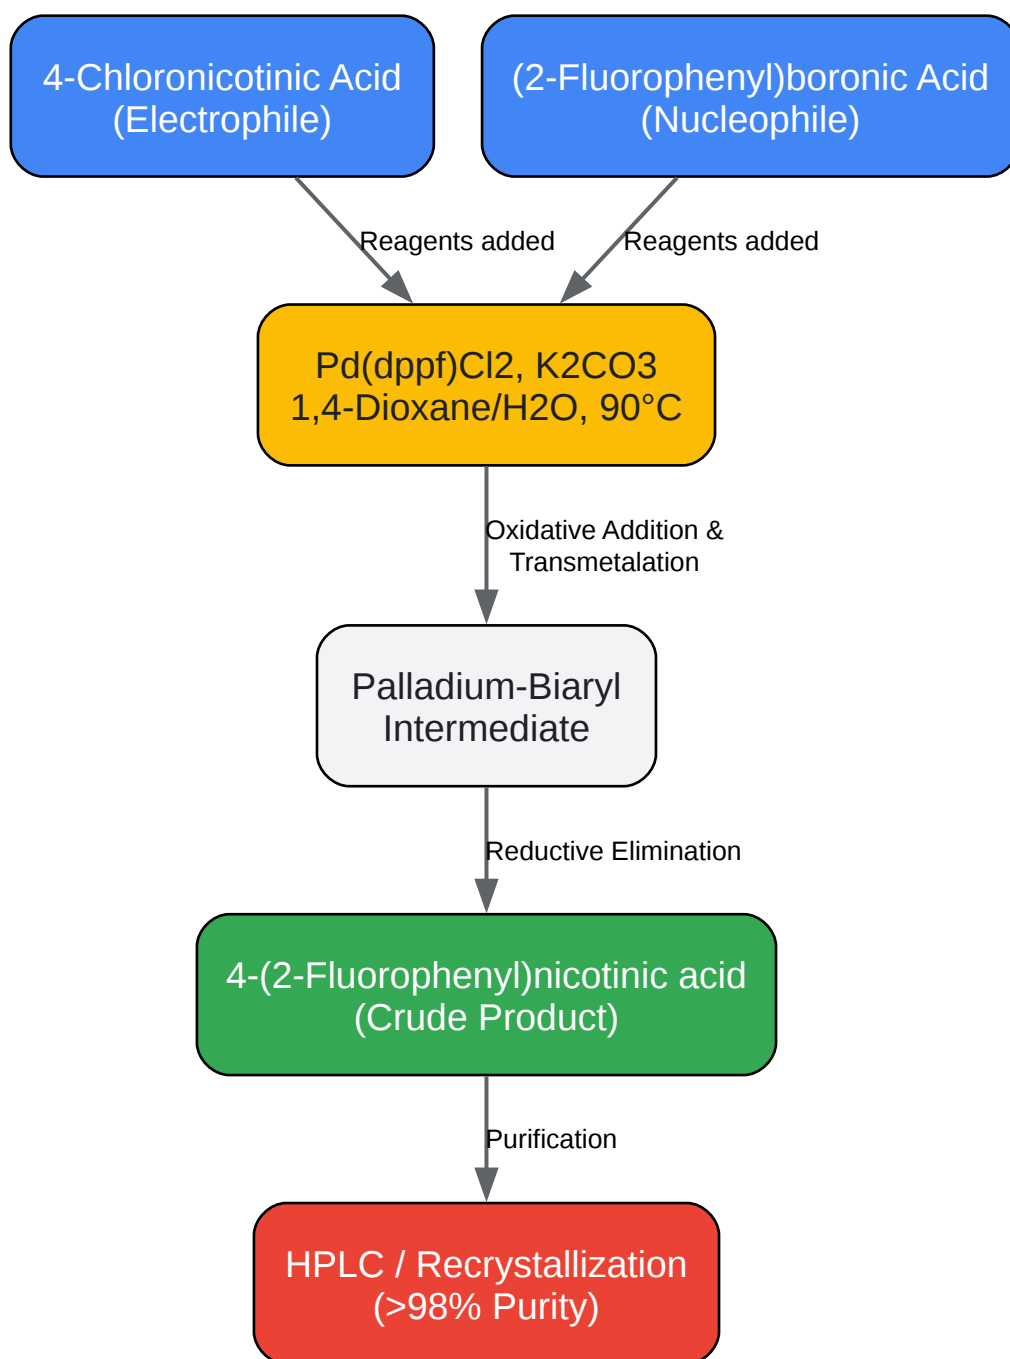 4-Chloronicotinic Acid
(Electrophile)
(2-Fluorophenyl)boronic Acid
(Nucleophile)
Reagents added
Reagents added
Pd(dppf)Cl2, K2CO3
1,4-Dioxane/H2O, 90°C
Oxidative Addition &
Transmetalation
Palladium-Biaryl
Intermediate
Reductive Elimination
4-(2-Fluorophenyl)nicotinic acid
(Crude Product)
Purification
HPLC / Recrystallization
(>98% Purity)